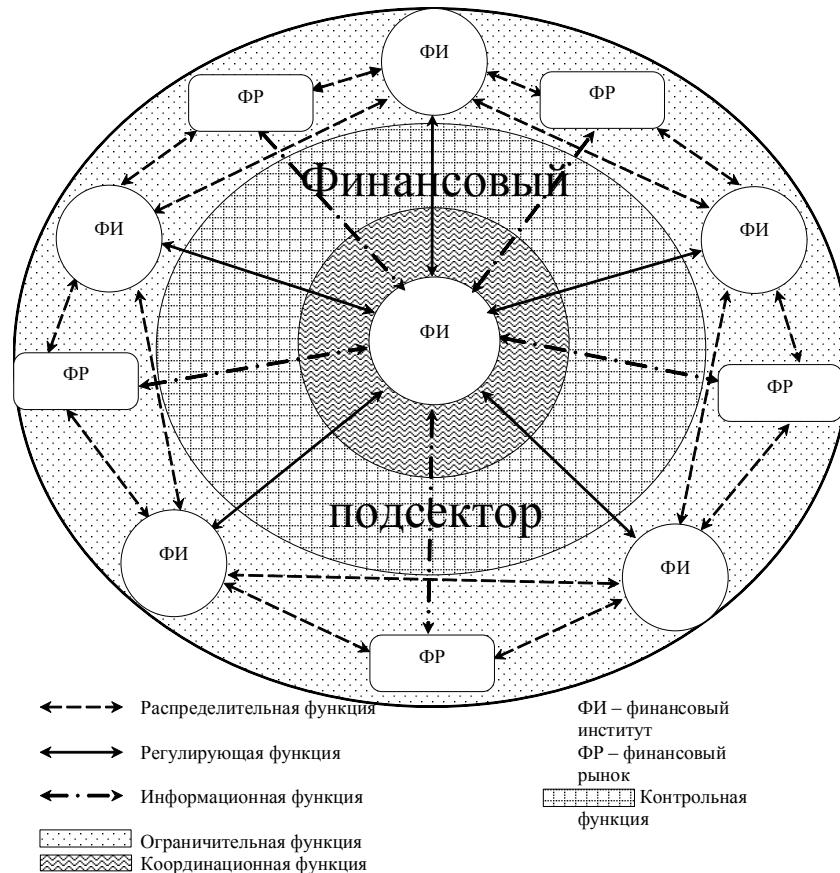 ФИ
ФР
ФР
Финансовый
ФИ
ФИ
ФИ
ФР
ФР
подсектор
ФИ
ФИ
ФР
Распределительная функция
Регулирующая функция
Информационная функция
Ограничительная функция
Координационная функция
ФИ – финансовый
институт
ФР – финансовый
рынок
Контрольная
функция